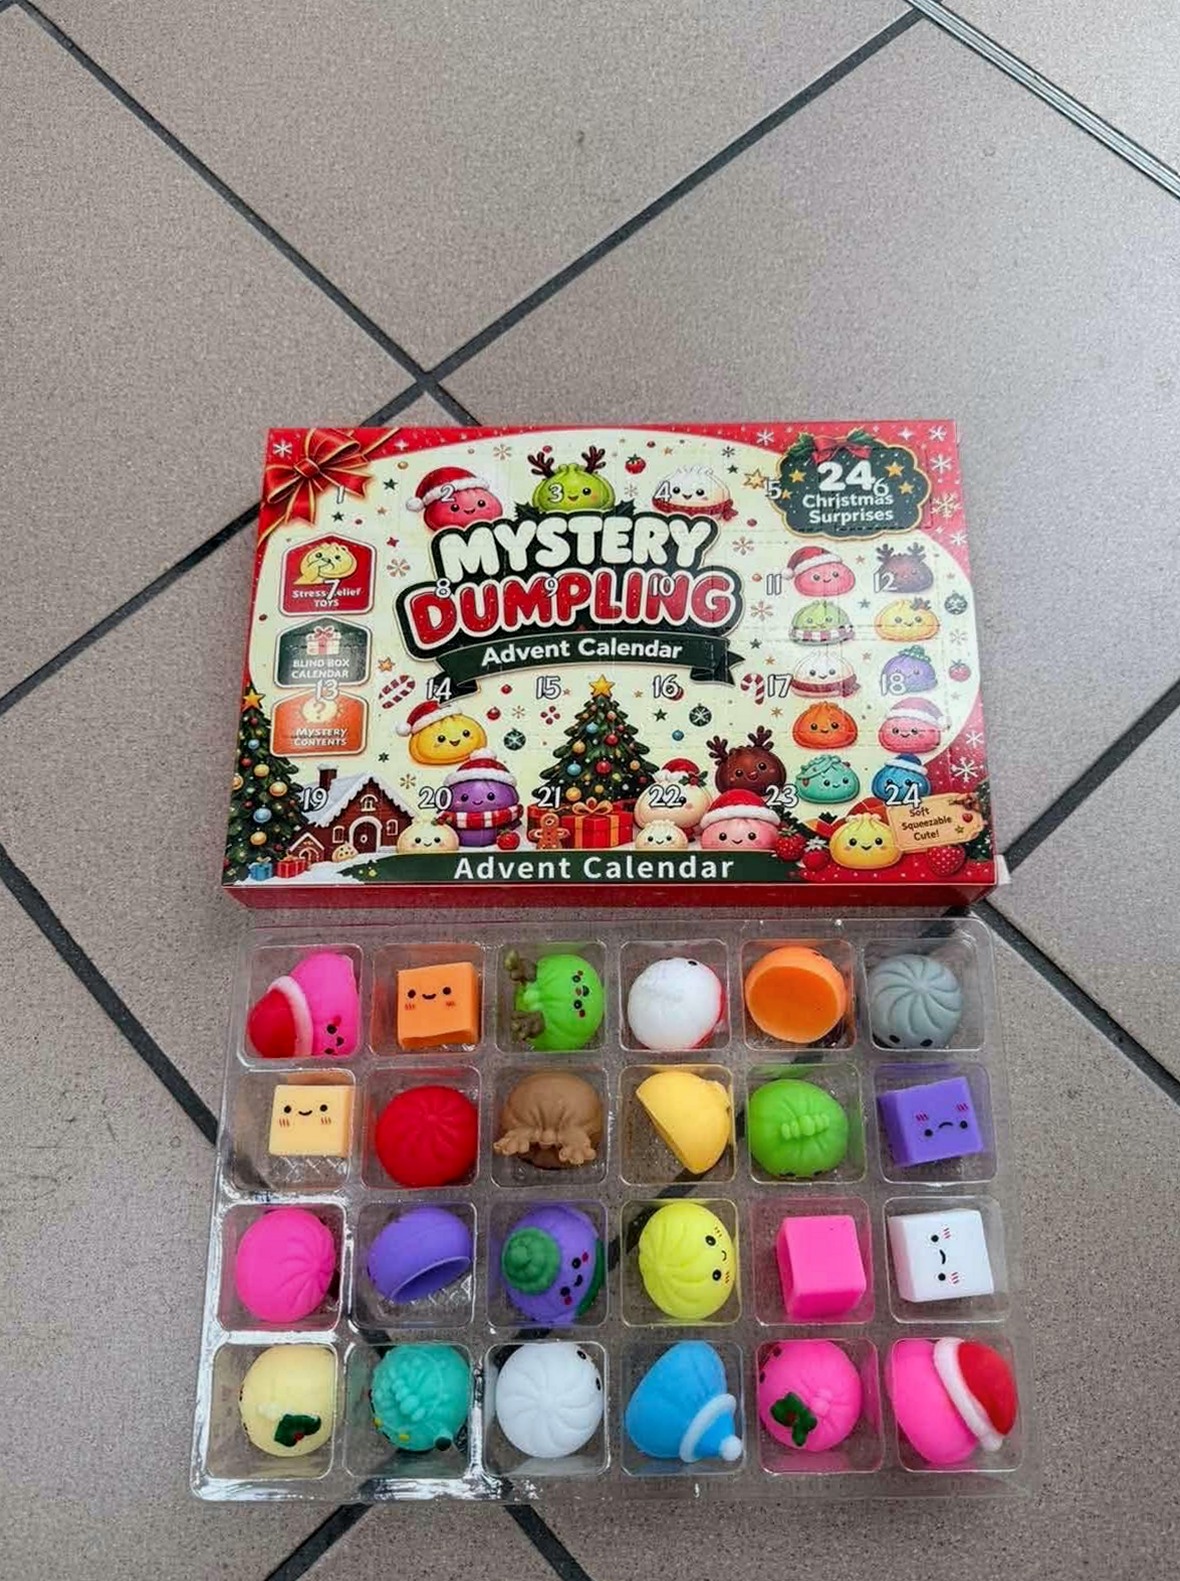 1 2 3 4 5 6
24
Christmas
Surprises
MYSTERY
7 8 9 10 11 12
Stress Relief
TOYS
DUMPLING
Advent Calendar
BLIND BOX
CALENDAR
13 14 15 16 17 18
?
MYSTERY
CONTENTS
19 20 21 22 23 24
Soft
Squeezable
Cute!
Advent Calendar